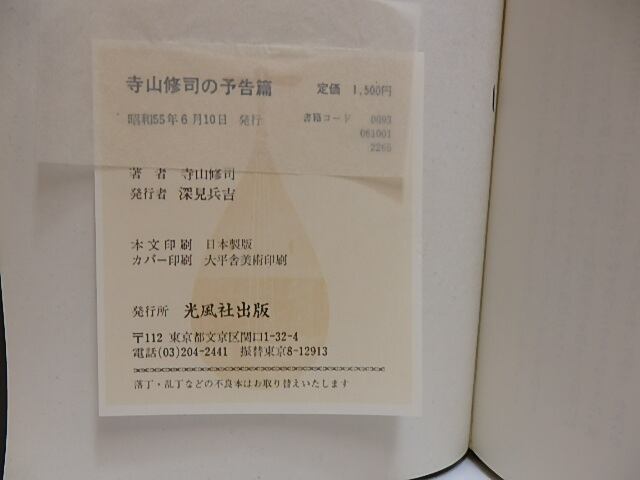 寺山修司の予告篇 定価 1,500円
昭和55年6月10日 発行 書籍コード 0093
061001
2265
著者 寺山修司
発行者 深見兵吉
本文印刷 日本製版
カバー印刷 大平舎美術印刷
発行所 光風社出版
〒112 東京都文京区関口1-32-4
電話(03)204-2441 振替東京8-12913
落丁・乱丁などの不良本はお取り替えいたします